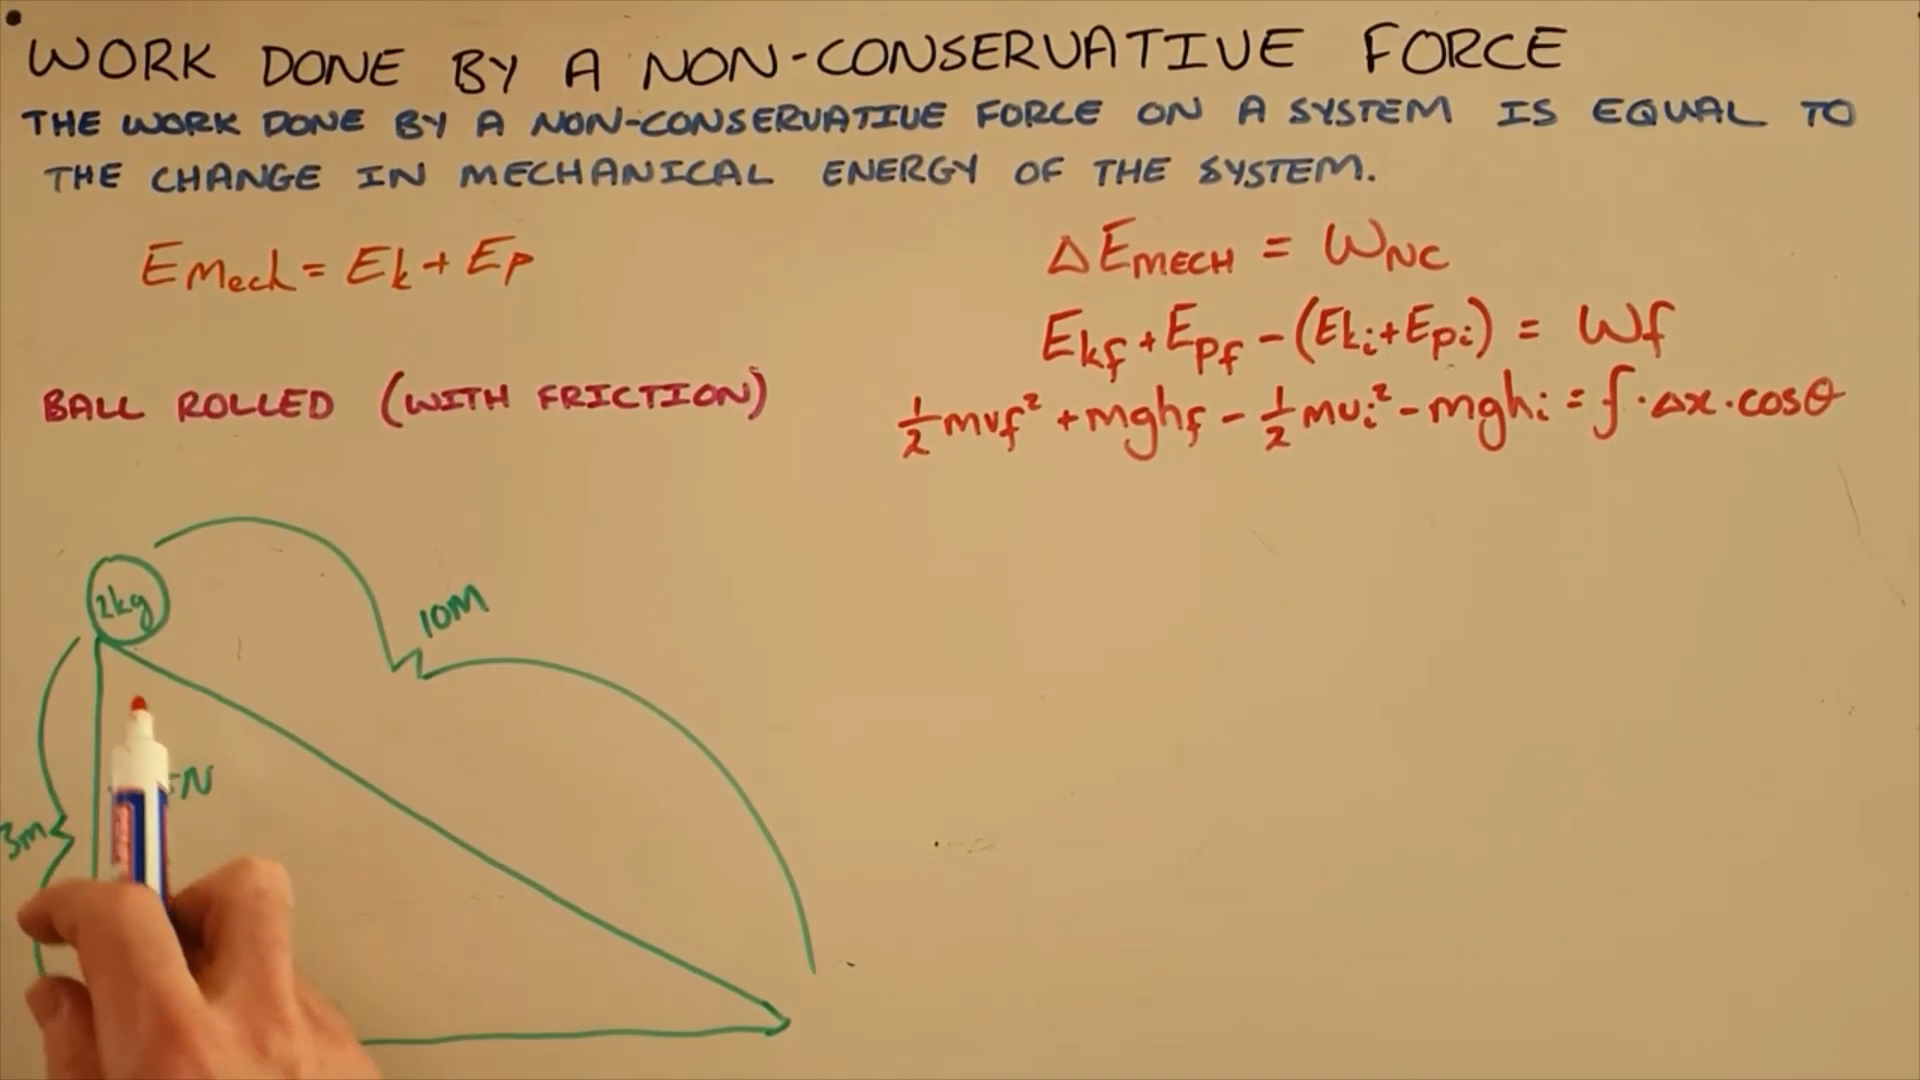 WORK DONE BY A NON-CONSERVATIVE FORCE
THE WORK DONE BY A NON-CONSERVATIVE FORCE ON A SYSTEM IS EQUAL TO
THE CHANGE IN MECHANICAL ENERGY OF THE SYSTEM.
EMech = Ek + Ep
ΔEMECH = WNC
Ekf + Epf - (Eki + Epi) = Wf
BALL ROLLED (WITH FRICTION)
½mvf² + mghf - ½mvi² - mghi = f · Δx · cosθ
2kg
10M
N
3m